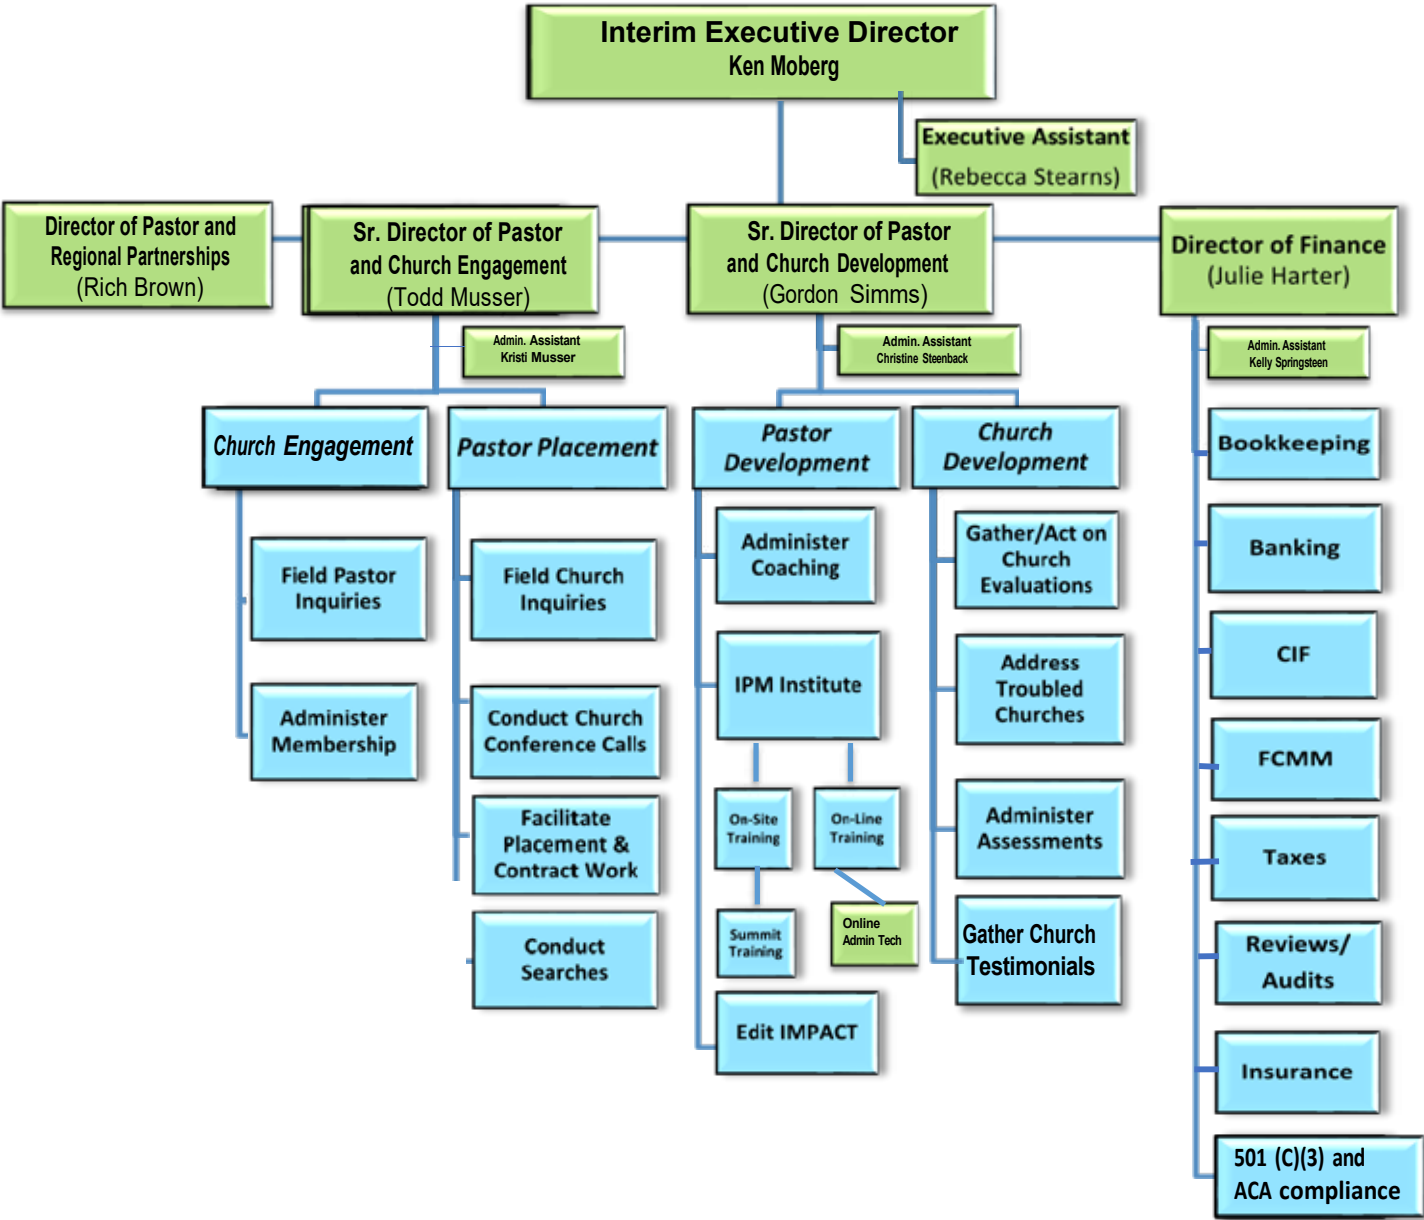 Interim Executive Director
Ken Moberg
Executive Assistant
(Rebecca Stearns)
Director of Pastor and
Regional Partnerships
(Rich Brown)
Sr. Director of Pastor
and Church Engagement
(Todd Musser)
Sr. Director of Pastor
and Church Development
(Gordon Simms)
Director of Finance
(Julie Harter)
Admin. Assistant
Kristi Musser
Admin. Assistant
Christine Steenback
Admin. Assistant
Kelly Springsteen
Church Engagement
Pastor Placement
Pastor
Development
Church
Development
Field Pastor
Inquiries
Administer
Membership
Field Church
Inquiries
Conduct Church
Conference Calls
Facilitate
Placement &
Contract Work
Conduct
Searches
Administer
Coaching
IPM Institute
On-Site
Training
On-Line
Training
Summit
Training
Online
Admin Tech
Edit IMPACT
Gather/Act on
Church
Evaluations
Address
Troubled
Churches
Administer
Assessments
Gather Church
Testimonials
Bookkeeping
Banking
CIF
FCMM
Taxes
Reviews/
Audits
Insurance
501 (C)(3) and
ACA compliance